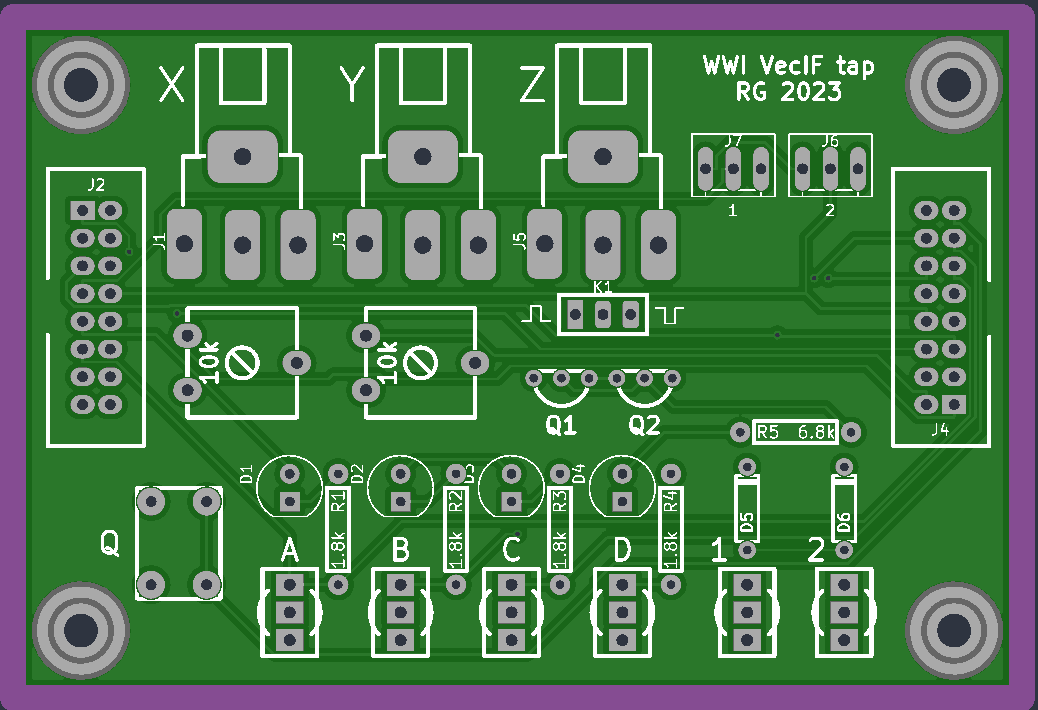 X Y Z
WWI VecIF tap
RG 2023
J7 J6
J2
1 2
J1 J3 J5
K1
10k 10k
Q1 Q2
J4
R5 6.8k
D1 D2 D3 D4
R1 R2 R3 R4
D5 D6
Q
1.8k 1.8k 1.8k 1.8k
A B C D 1 2